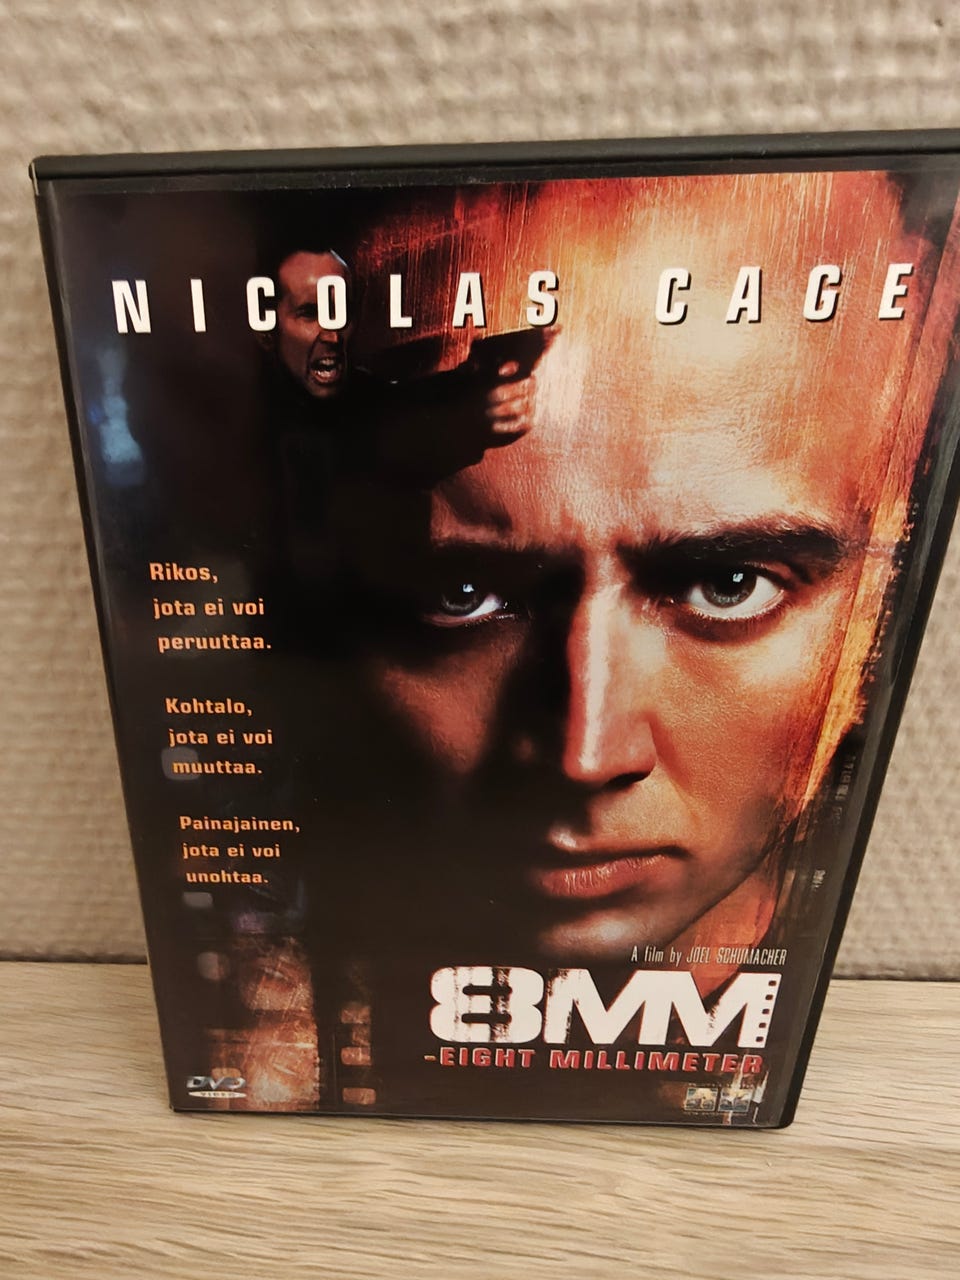 NICOLAS CAGE
Rikos,
jota ei voi
peruuttaa.
Kohtalo,
jota ei voi
muuttaa.
Painajainen,
jota ei voi
unohtaa.
A film by JOEL SCHUMACHER
8MM
-EIGHT MILLIMETER
DVD
VIDEO